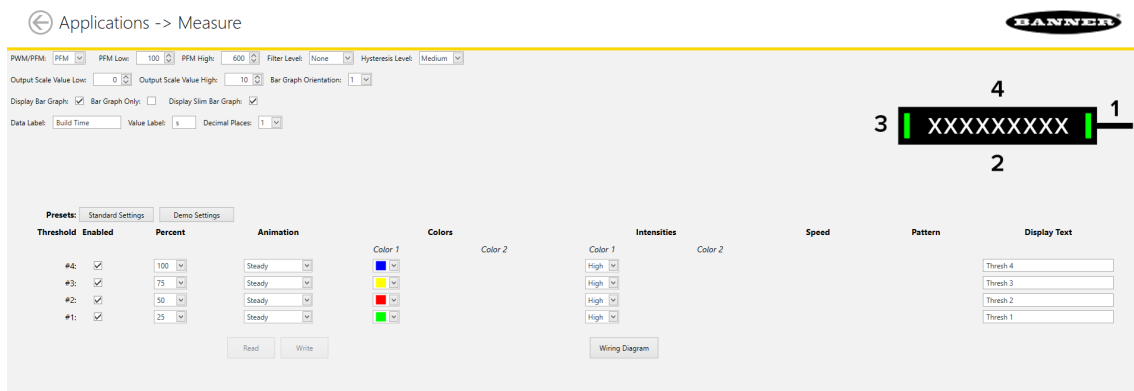 Applications -> Measure
BANNER
PWM/PFM: PFM PFM Low: 100 PFM High: 600 Filter Level: None Hysteresis Level: Medium
Output Scale Value Low: 0 Output Scale Value High: 10 Bar Graph Orientation: 1
Display Bar Graph: Bar Graph Only: Display Slim Bar Graph:
Data Label: Build Time Value Label: s Decimal Places: 1
4
3 XXXXXXXXX 1
2
Presets: Standard Settings Demo Settings
Threshold Enabled Percent Animation Colors Intensities Speed Pattern Display Text
Color 1 Color 2 Color 1 Color 2
#4: 100 Steady High Thresh 4
#3: 75 Steady High Thresh 3
#2: 50 Steady High Thresh 2
#1: 25 Steady High Thresh 1
Read Write Wiring Diagram